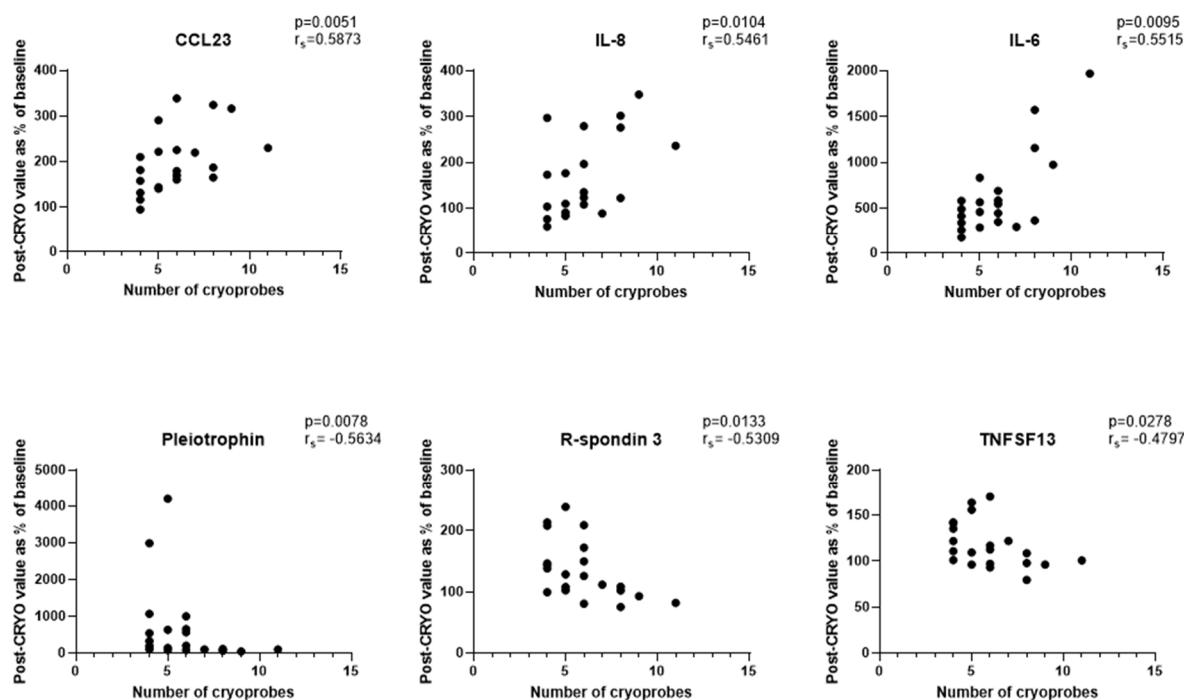 p=0.0051
rs=0.5873
CCL23
Post-CRYO value as % of baseline
400
300
200
100
0
0 5 10 15
Number of cryoprobes
p=0.0104
rs=0.5461
IL-8
Post-CRYO value as % of baseline
400
300
200
100
0
0 5 10 15
Number of cryprobes
p=0.0095
rs=0.5515
IL-6
Post-CRYO value as % of baseline
2000
1500
1000
500
0
0 5 10 15
Number of cryoprobes
p=0.0078
rs= -0.5634
Pleiotrophin
Post-CRYO value as % of baseline
5000
4000
3000
2000
1000
0
0 5 10 15
Number of cryoprobes
p=0.0133
rs= -0.5309
R-spondin 3
Post-CRYO value as % of baseline
300
200
100
0
0 5 10 15
Number of cryoprobes
p=0.0278
rs= -0.4797
TNFSF13
Post-CRYO value as % of baseline
200
150
100
50
0
0 5 10 15
Number of cryoprobes